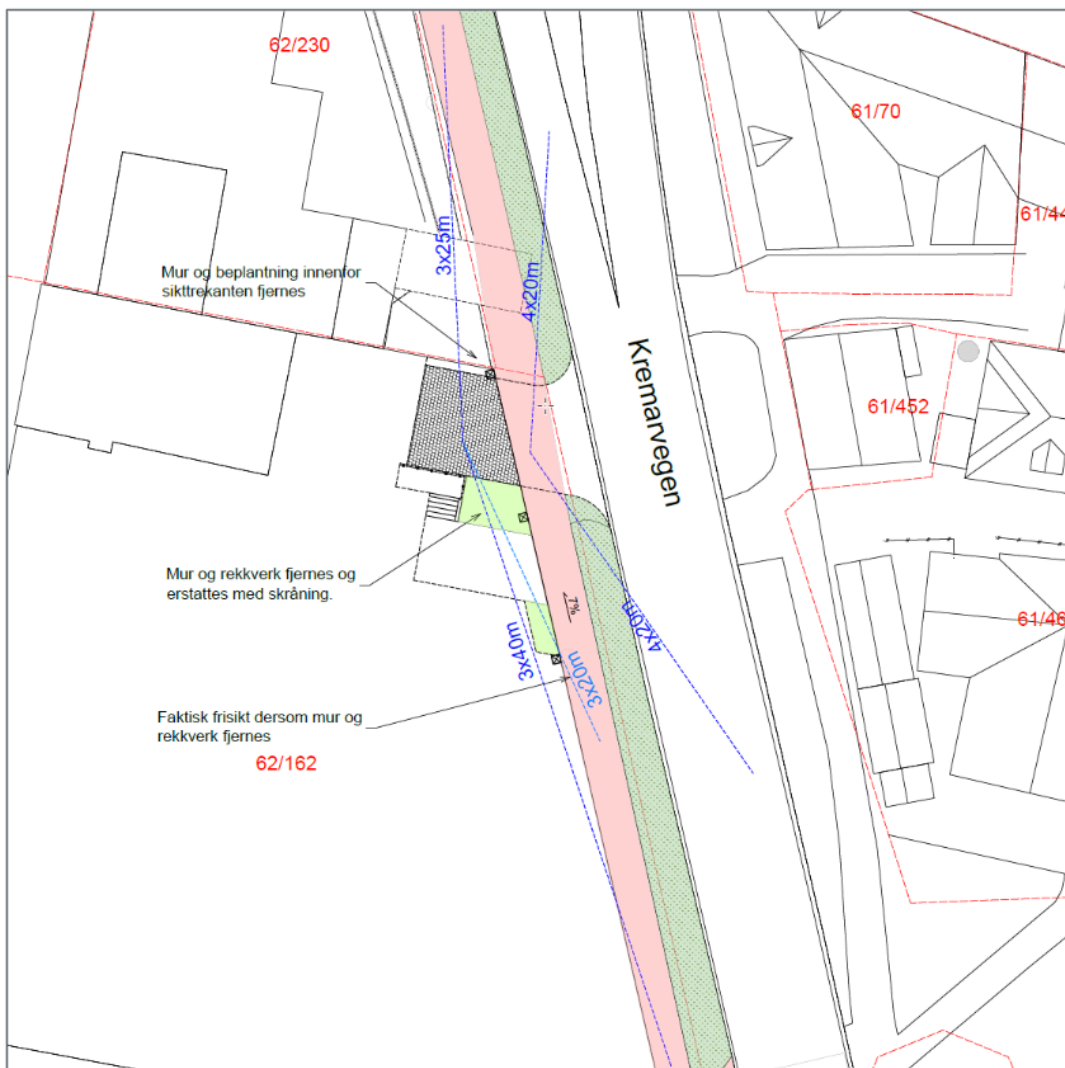 62/230
61/70
61/44
3x25m
4x20m
Mur og beplantning innenfor
sikttrekanten fjernes
Kremarvegen
61/452
Mur og rekkverk fjernes og
erstattes med skråning.
7%
4x20m
3x40m
3x20m
61/46
Faktisk frisikt dersom mur og
rekkverk fjernes
62/162